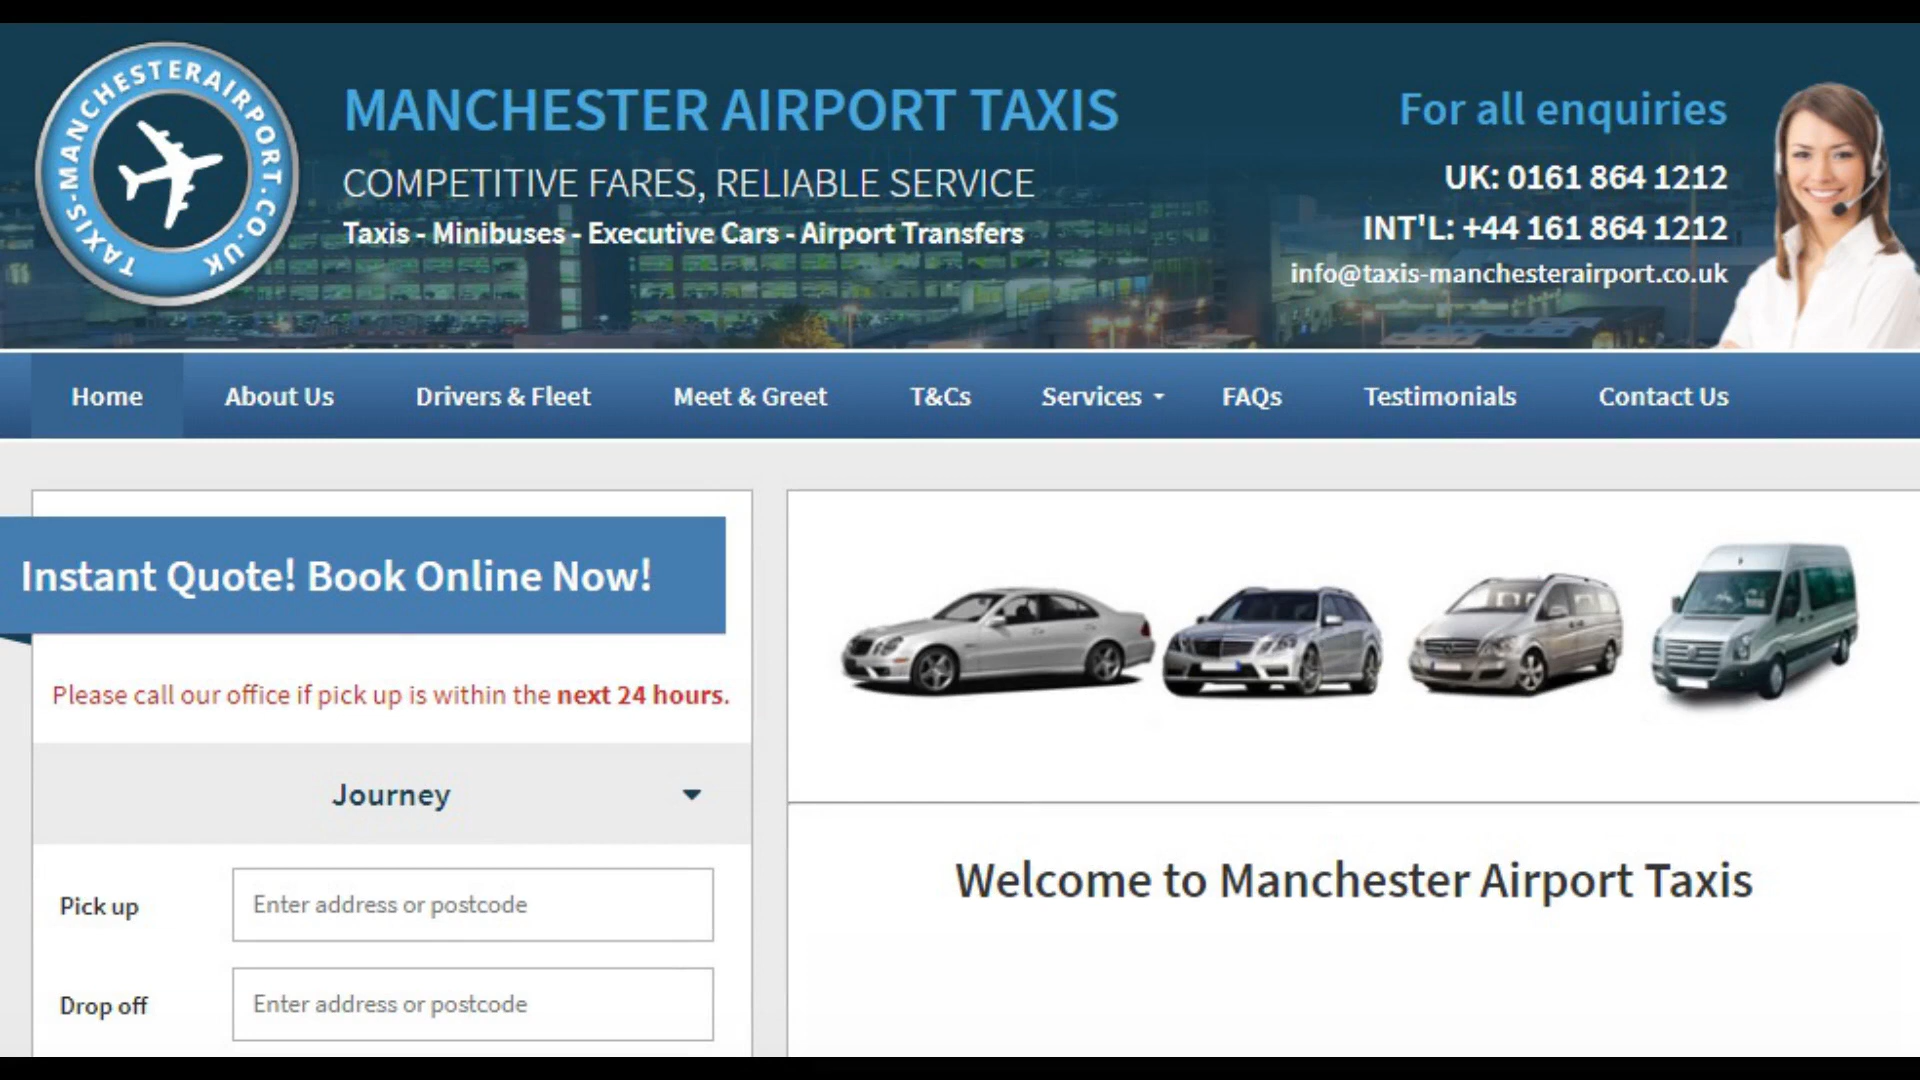 TAXIS-MANCHESTERAIRPORT.CO.UK
MANCHESTER AIRPORT TAXIS
COMPETITIVE FARES, RELIABLE SERVICE
Taxis - Minibuses - Executive Cars - Airport Transfers
For all enquiries
UK: 0161 864 1212
INT'L: +44 161 864 1212
info@taxis-manchesterairport.co.uk
Home About Us Drivers & Fleet Meet & Greet T&Cs Services FAQs Testimonials Contact Us
Instant Quote! Book Online Now!
Please call our office if pick up is within the next 24 hours.
Journey
Pick up Enter address or postcode
Drop off Enter address or postcode
Welcome to Manchester Airport Taxis